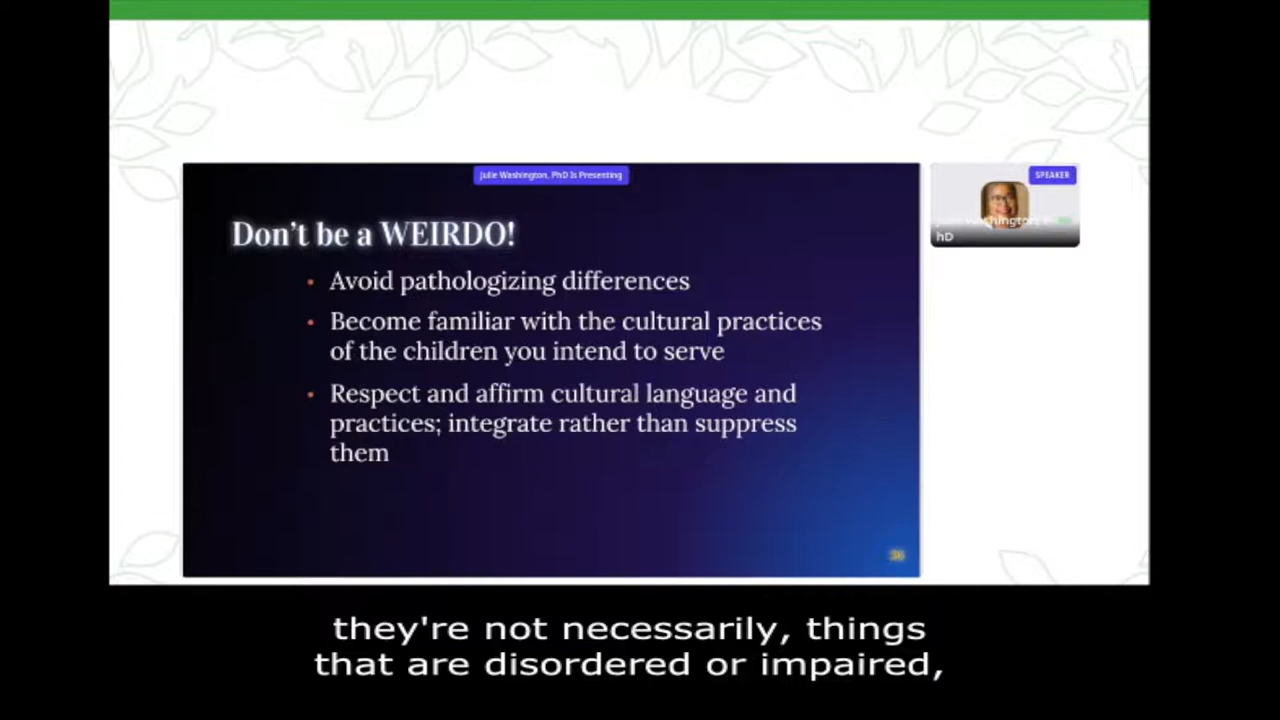 Julie Washington, PhD Is Presenting
SPEAKER
Washington
hD
Don't be a WEIRDO!
• Avoid pathologizing differences
• Become familiar with the cultural practices
of the children you intend to serve
• Respect and affirm cultural language and
practices; integrate rather than suppress
them
36
they're not necessarily, things
that are disordered or impaired,